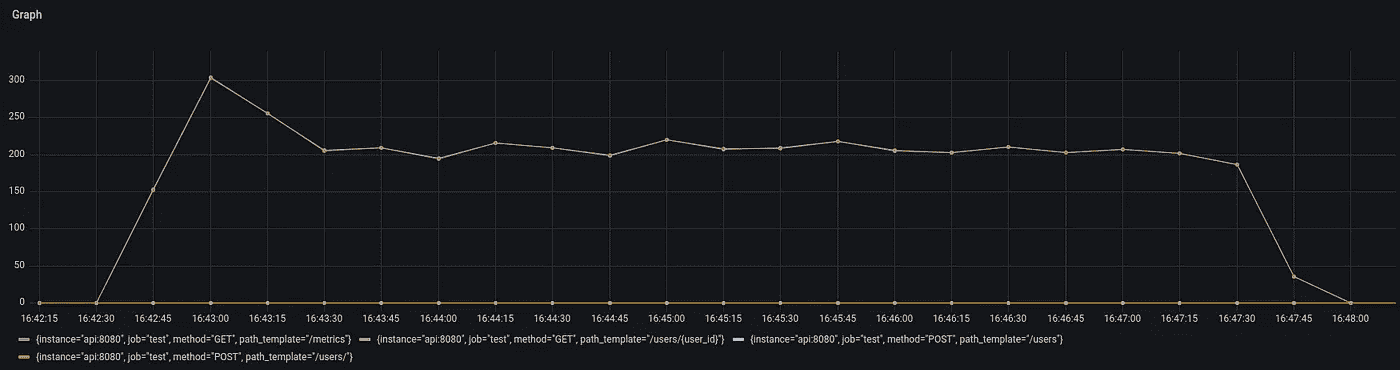 Graph
300
250
200
150
100
50
0
16:42:15 16:42:30 16:42:45 16:43:00 16:43:15 16:43:30 16:43:45 16:44:00 16:44:15 16:44:30 16:44:45 16:45:00 16:45:15 16:45:30 16:45:45 16:46:00 16:46:15 16:46:30 16:46:45 16:47:00 16:47:15 16:47:30 16:47:45 16:48:00
{instance="api:8080", job="test", method="GET", path_template="/metrics"} {instance="api:8080", job="test", method="GET", path_template="/users/{user_id}"} {instance="api:8080", job="test", method="POST", path_template="/users"}
{instance="api:8080", job="test", method="POST", path_template="/users/"}